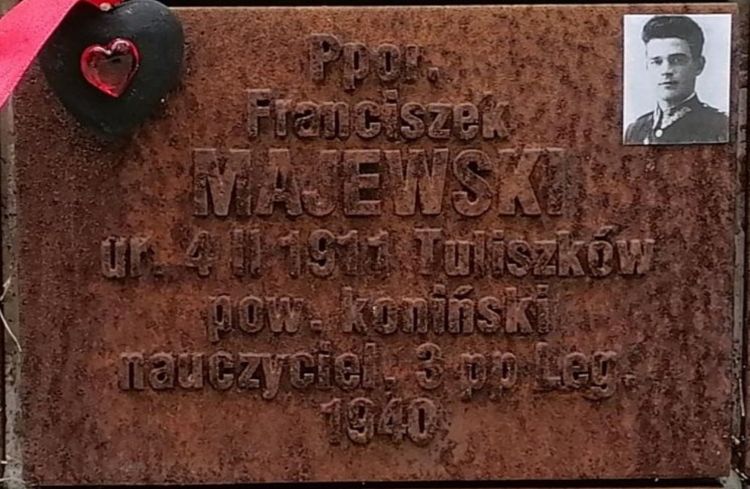 Ppor.
Franciszek
MAJEWSKI
ur. 4 II 1911 Tuliszków
pow. koniński
nauczyciel, 3 pp Leg.
1940